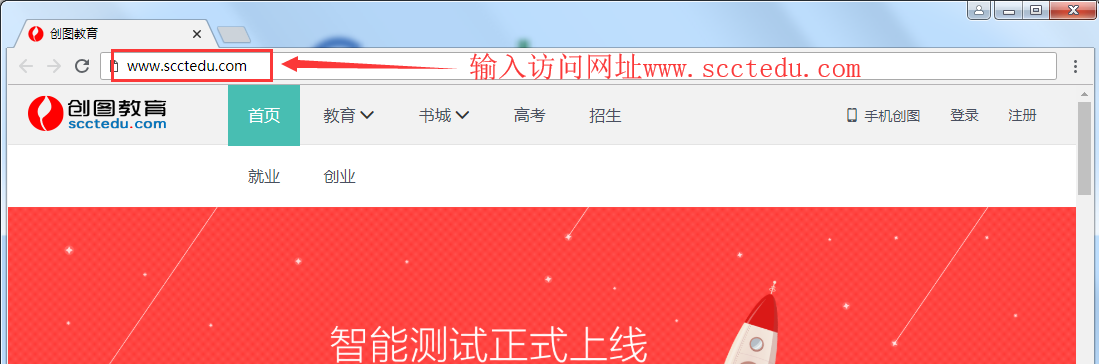 创图教育
www.scctedu.com
输入访问网址www.scctedu.com
创图教育
scctedu.com
首页 教育 书城 高考 招生 手机创图 登录 注册
就业 创业
智能测试正式上线